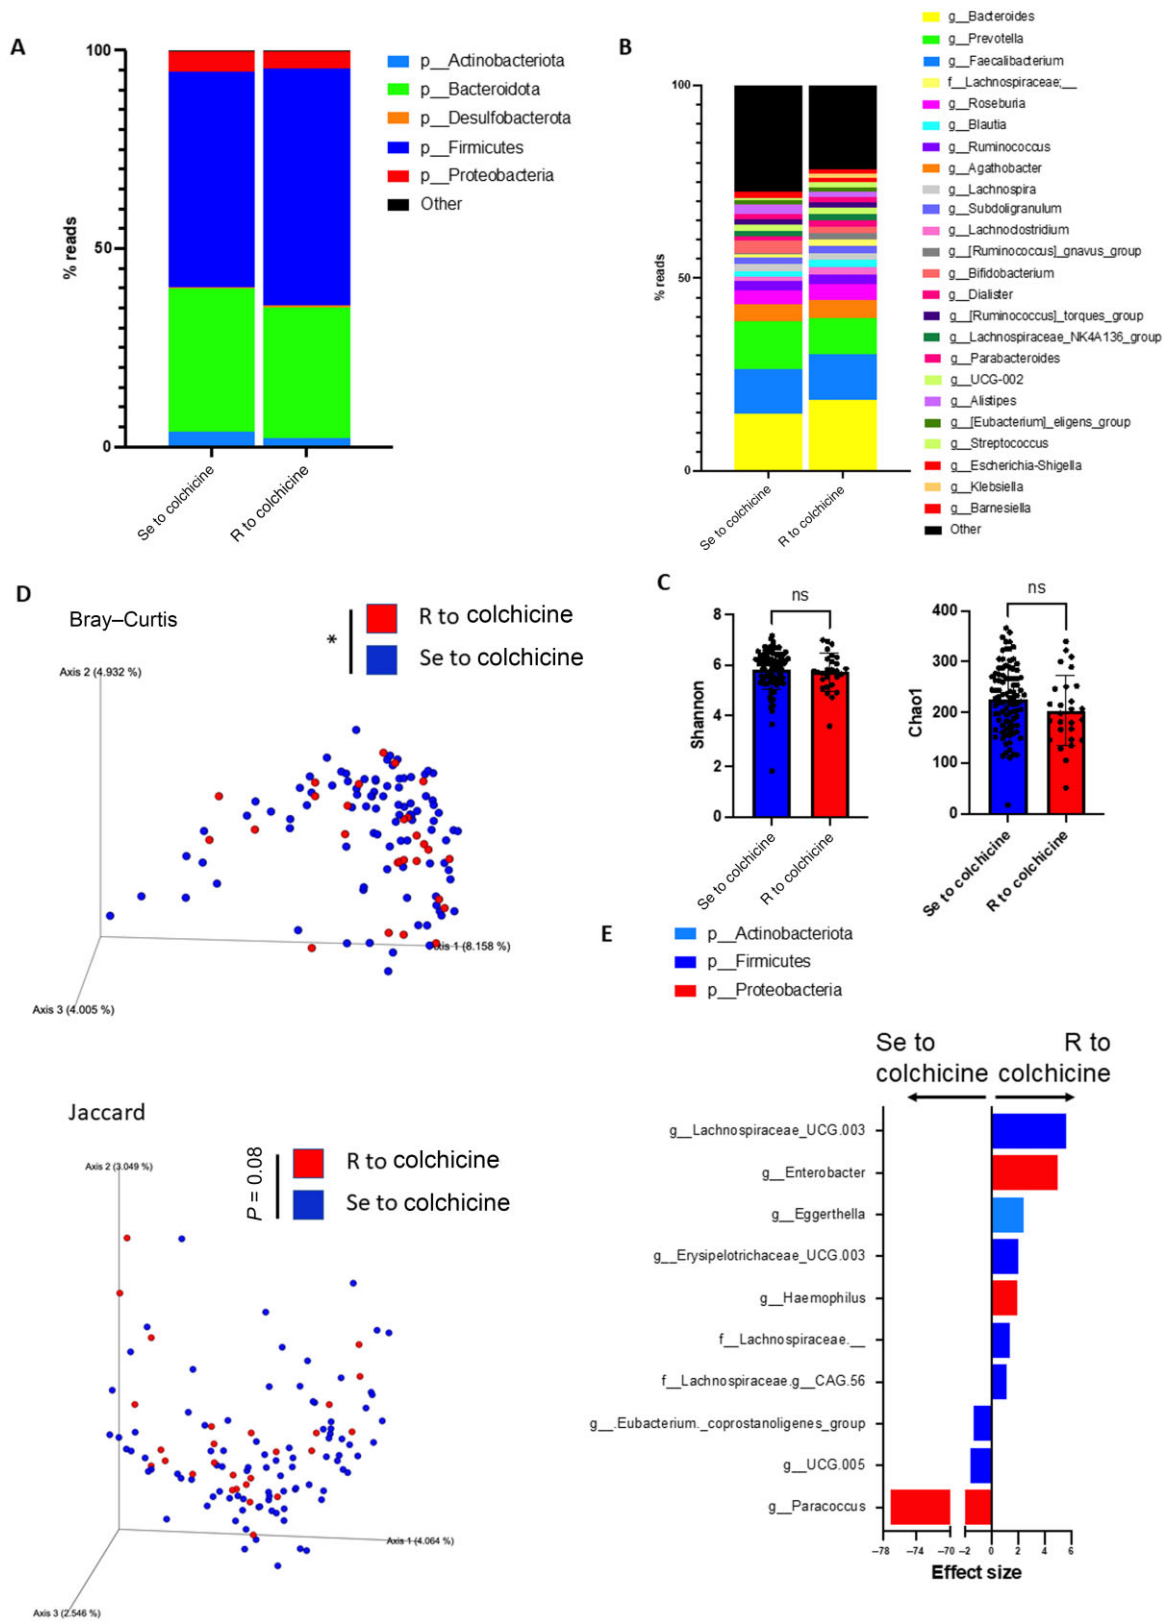 A
100
50
0
% reads
Se to colchicine
R to colchicine
p__Actinobacteriota
p__Bacteroidota
p__Desulfobacterota
p__Firmicutes
p__Proteobacteria
Other
B
100
50
0
% reads
Se to colchicine
R to colchicine
g__Bacteroides
g__Prevotella
g__Faecalibacterium
f__Lachnospiraceae;__
g__Roseburia
g__Blautia
g__Ruminococcus
g__Agathobacter
g__Lachnospira
g__Subdoligranulum
g__Lachnoclostridium
g__[Ruminococcus]_gnavus_group
g__Bifidobacterium
g__Dialister
g__[Ruminococcus]_torques_group
g__Lachnospiraceae_NK4A136_group
g__Parabacteroides
g__UCG-002
g__Alistipes
g__[Eubacterium]_eligens_group
g__Streptococcus
g__Escherichia-Shigella
g__Klebsiella
g__Barnesiella
Other
C
ns
8
6
4
2
0
Shannon
Se to colchicine
R to colchicine
ns
400
300
200
100
0
Chao1
Se to colchicine
R to colchicine
D
Bray–Curtis
*
R to colchicine
Se to colchicine
Axis 2 (4.932 %)
Axis 1 (8.158 %)
Axis 3 (4.005 %)
Jaccard
P = 0.08
R to colchicine
Se to colchicine
Axis 2 (3.049 %)
Axis 1 (4.064 %)
Axis 3 (2.546 %)
E
p__Actinobacteriota
p__Firmicutes
p__Proteobacteria
Se to colchicine
R to colchicine
g__Lachnospiraceae_UCG.003
g__Enterobacter
g__Eggerthella
g__Erysipelotrichaceae_UCG.003
g__Haemophilus
f__Lachnospiraceae.__
f__Lachnospiraceae.g__CAG.56
g__.Eubacterium._coprostanoligenes_group
g__UCG.005
g__Paracoccus
–78 –74 –70 –2 0 2 4 6
Effect size